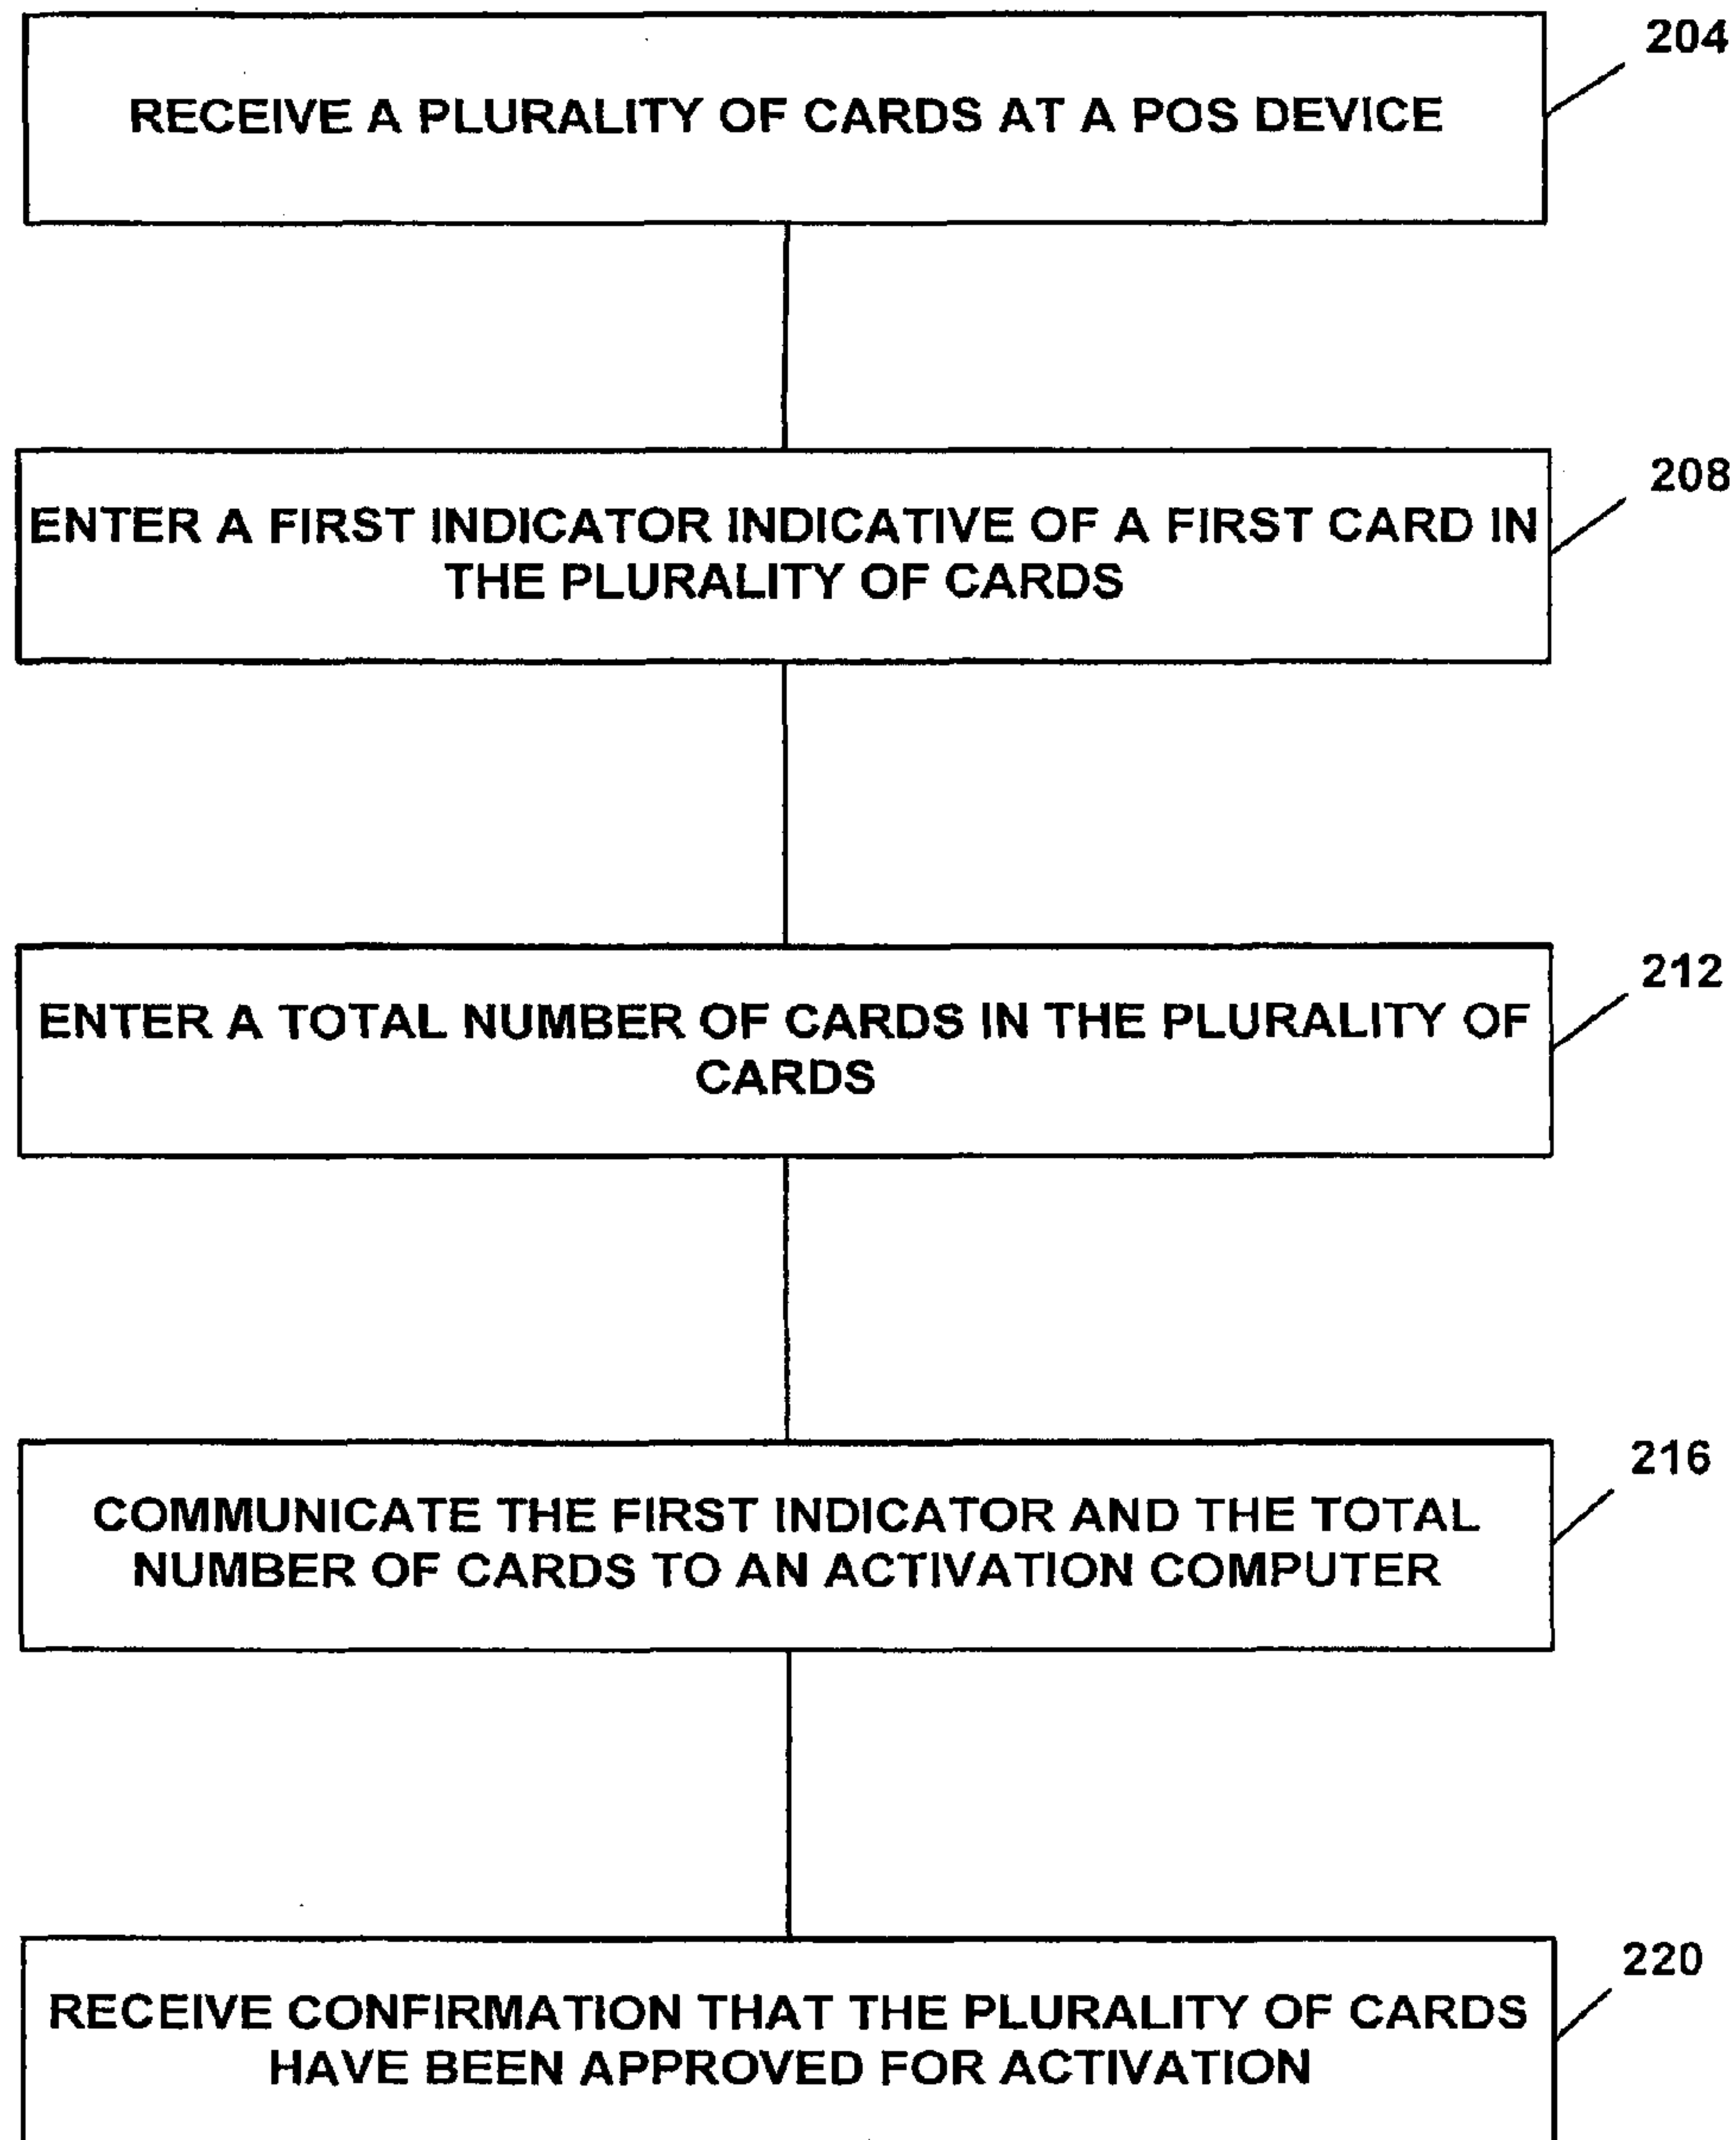 204
RECEIVE A PLURALITY OF CARDS AT A POS DEVICE
208
ENTER A FIRST INDICATOR INDICATIVE OF A FIRST CARD IN
THE PLURALITY OF CARDS
212
ENTER A TOTAL NUMBER OF CARDS IN THE PLURALITY OF
CARDS
216
COMMUNICATE THE FIRST INDICATOR AND THE TOTAL
NUMBER OF CARDS TO AN ACTIVATION COMPUTER
220
RECEIVE CONFIRMATION THAT THE PLURALITY OF CARDS
HAVE BEEN APPROVED FOR ACTIVATION